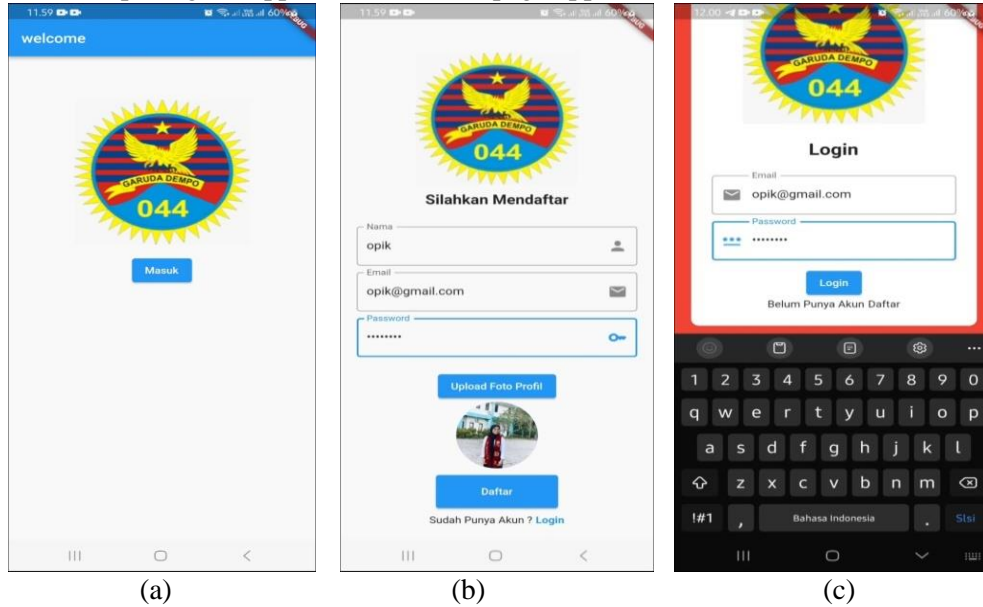 11.59
60%
welcome
GARUDA DEMPO
044
Masuk
(a)
11.59
60%
GARUDA DEMPO
044
Silahkan Mendaftar
Nama
opik
Email
opik@gmail.com
Password
••••••••
Upload Foto Profil
Daftar
Sudah Punya Akun ? Login
(b)
12.00
60%
GARUDA DEMPO
044
Login
Email
opik@gmail.com
Password
••••••••
Login
Belum Punya Akun Daftar
1 2 3 4 5 6 7 8 9 0
q w e r t y u i o p
a s d f g h j k l
z x c v b n m
!#1 , Bahasa Indonesia . Slsi
(c)